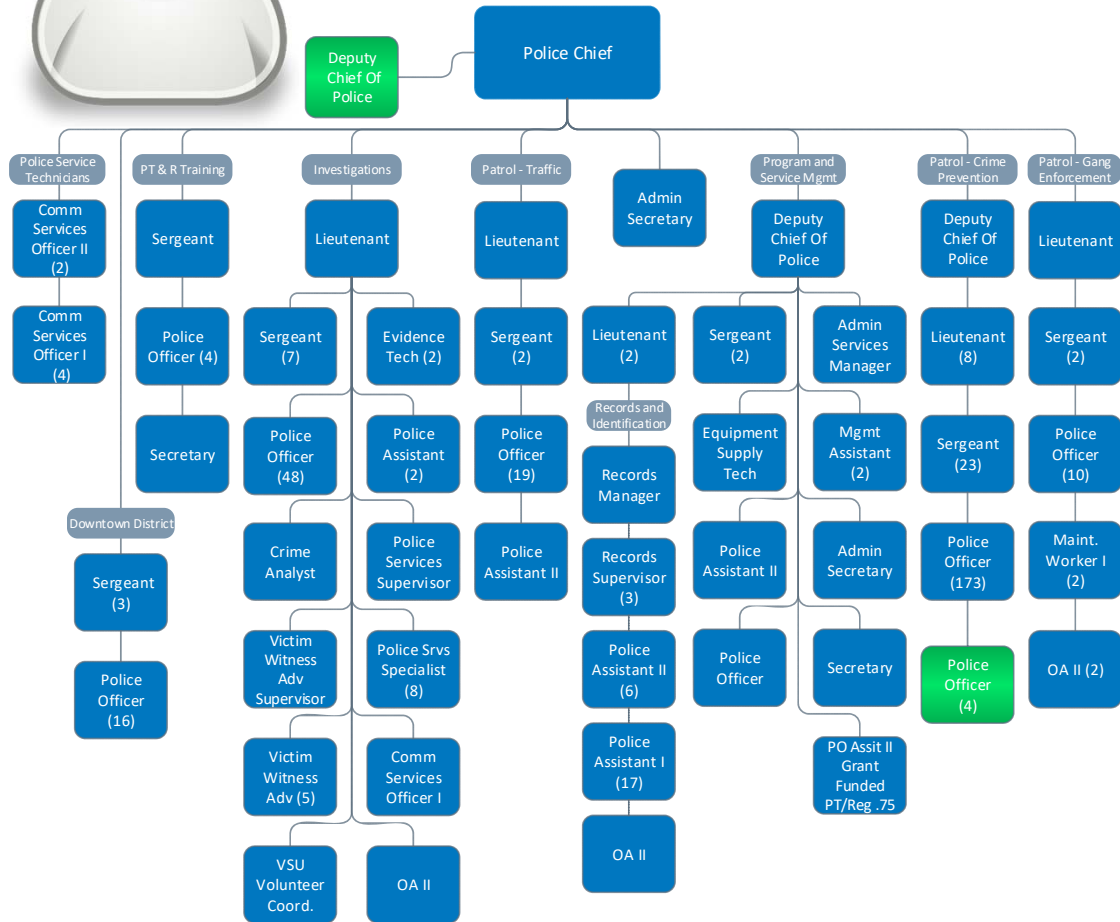 Police Chief
Deputy
Chief Of
Police
Police Service
Technicians
Comm
Services
Officer II
(2)
Comm
Services
Officer I
(4)
Downtown District
Sergeant
(3)
Police
Officer
(16)
PT & R Training
Sergeant
Police
Officer (4)
Secretary
Investigations
Lieutenant
Sergeant
(7)
Evidence
Tech (2)
Police
Officer
(48)
Police
Assistant
(2)
Crime
Analyst
Police
Services
Supervisor
Victim
Witness
Adv
Supervisor
Police Srvs
Specialist
(8)
Victim
Witness
Adv (5)
Comm
Services
Officer I
VSU
Volunteer
Coord.
OA II
Patrol - Traffic
Lieutenant
Sergeant
(2)
Police
Officer
(19)
Police
Assistant II
Admin
Secretary
Program and
Service Mgmt
Deputy
Chief Of
Police
Lieutenant
(2)
Records and
Identification
Records
Manager
Records
Supervisor
(3)
Police
Assistant II
(6)
Police
Assistant I
(17)
OA II
Sergeant
(2)
Admin
Services
Manager
Equipment
Supply
Tech
Mgmt
Assistant
(2)
Police
Assistant II
Admin
Secretary
Police
Officer
Secretary
PO Assit II
Grant
Funded
PT/Reg .75
Patrol - Crime
Prevention
Deputy
Chief Of
Police
Lieutenant
(8)
Sergeant
(23)
Police
Officer
(173)
Police
Officer
(4)
Patrol - Gang
Enforcement
Lieutenant
Sergeant
(2)
Police
Officer
(10)
Maint.
Worker I
(2)
OA II (2)